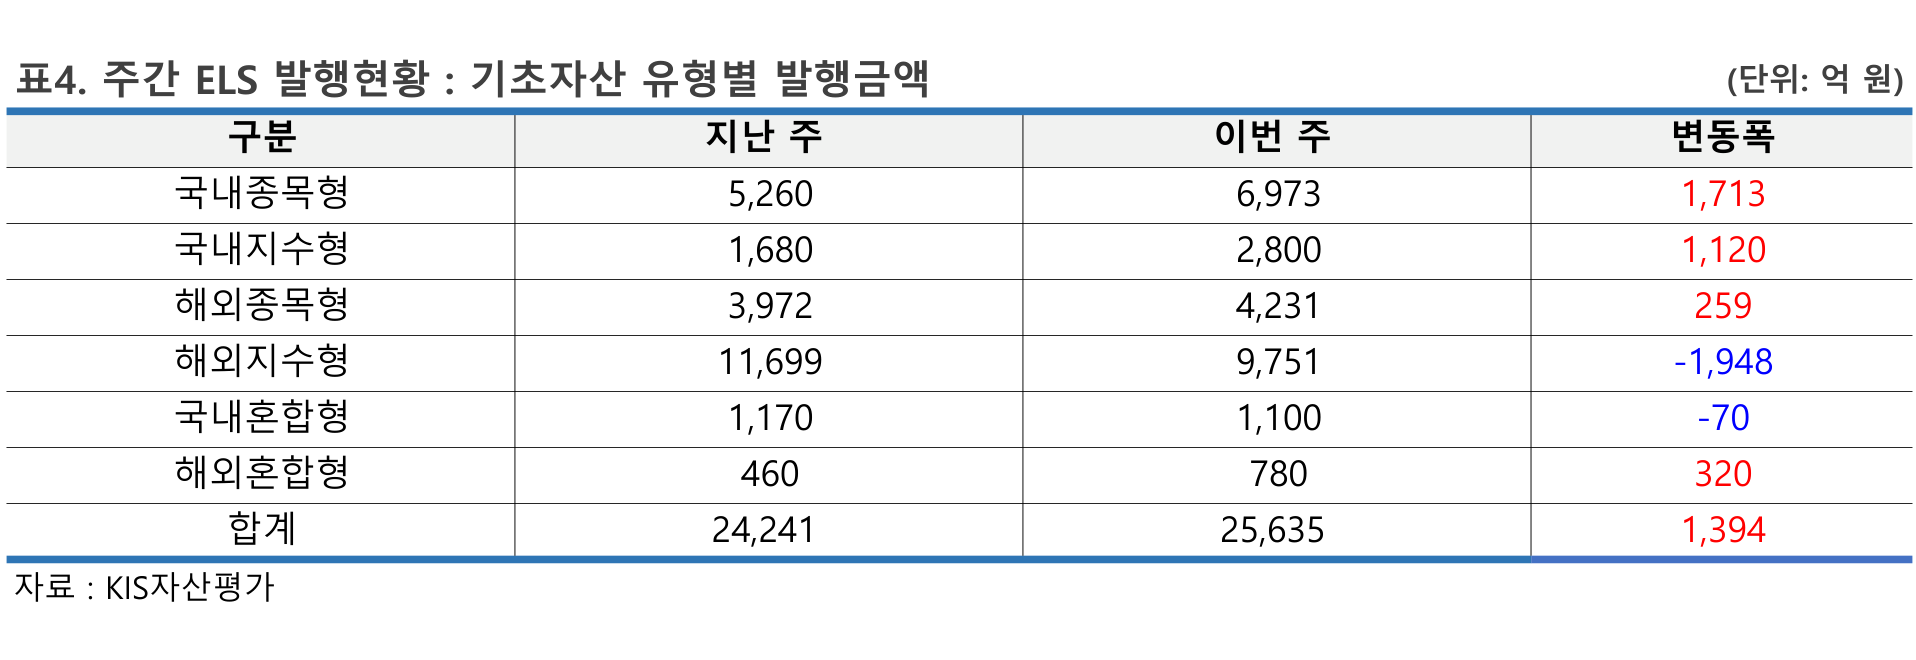 표4. 주간 ELS 발행현황 : 기초자산 유형별 발행금액 (단위: 억 원)
구분 지난 주 이번 주 변동폭
국내종목형 5,260 6,973 1,713
국내지수형 1,680 2,800 1,120
해외종목형 3,972 4,231 259
해외지수형 11,699 9,751 -1,948
국내혼합형 1,170 1,100 -70
해외혼합형 460 780 320
합계 24,241 25,635 1,394
자료 : KIS자산평가